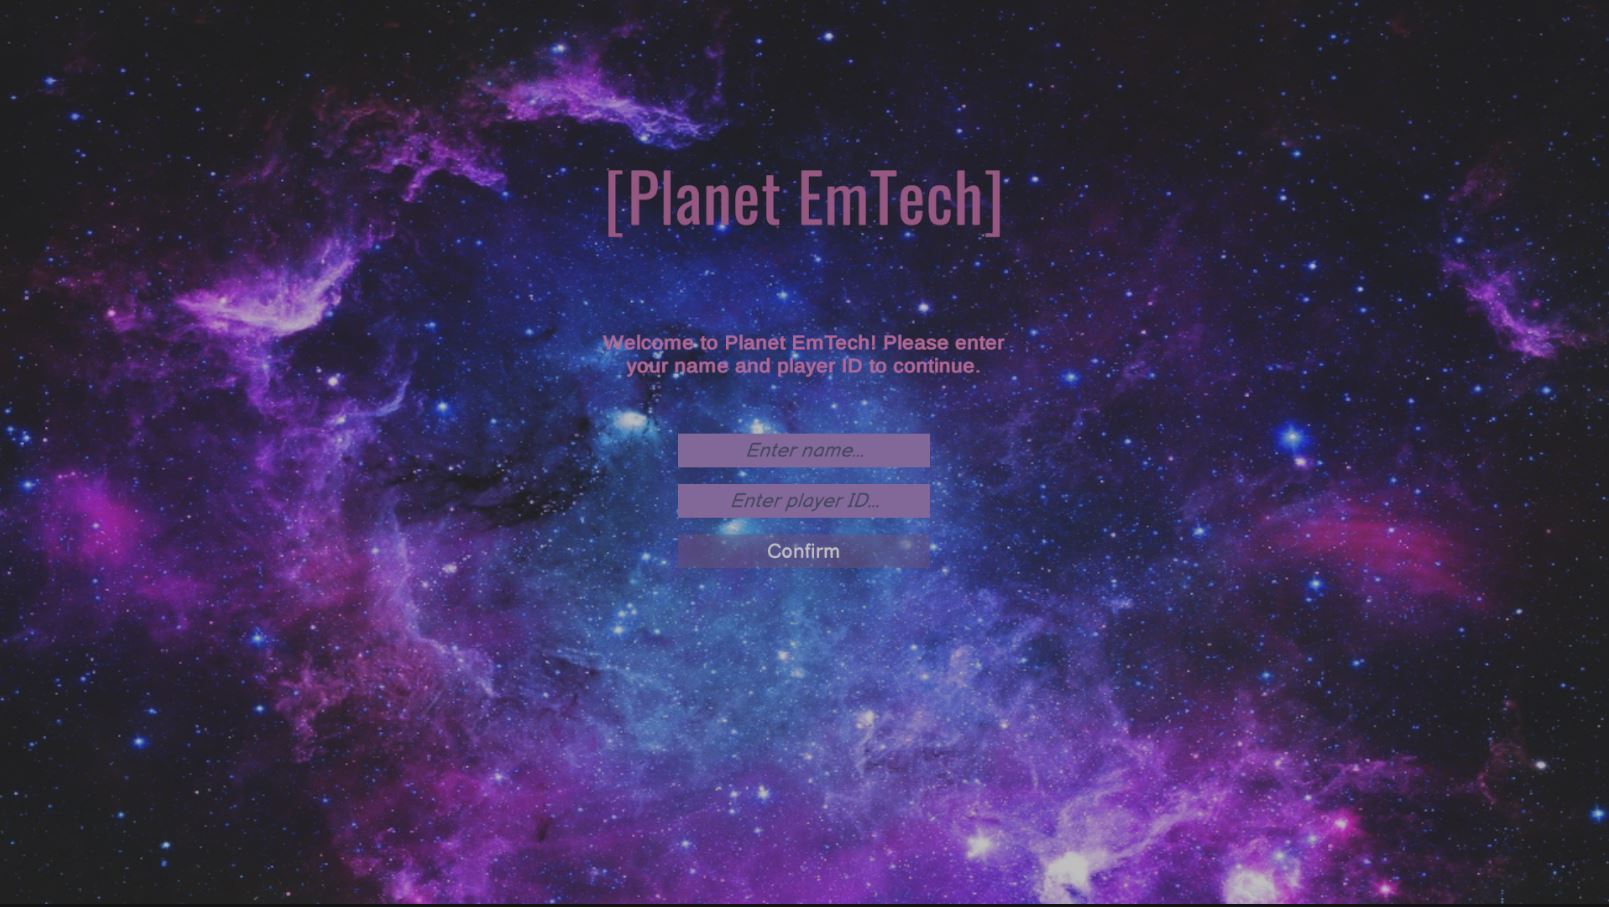 [Planet EmTech]
Welcome to Planet EmTech! Please enter
your name and player ID to continue.
Enter name...
Enter player ID...
Confirm